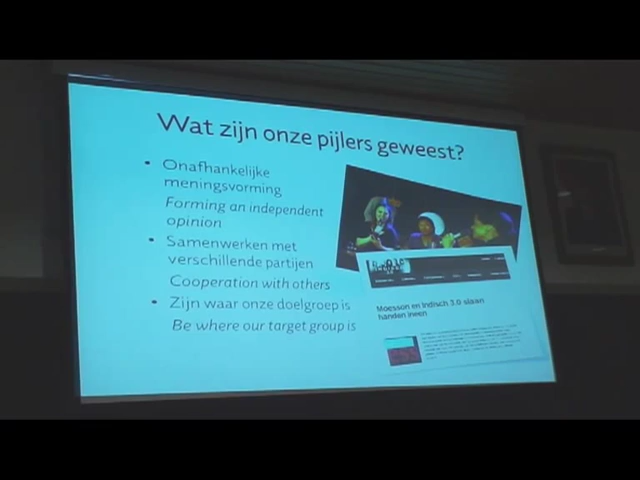 Wat zijn onze pijlers geweest?
• Onafhankelijke
meningsvorming
Forming an independent
opinion
• Samenwerken met
verschillende partijen
Cooperation with others
• Zijn waar onze doelgroep is
Be where our target group is
Moesson en Indisch 3.0 slaan
handen ineen